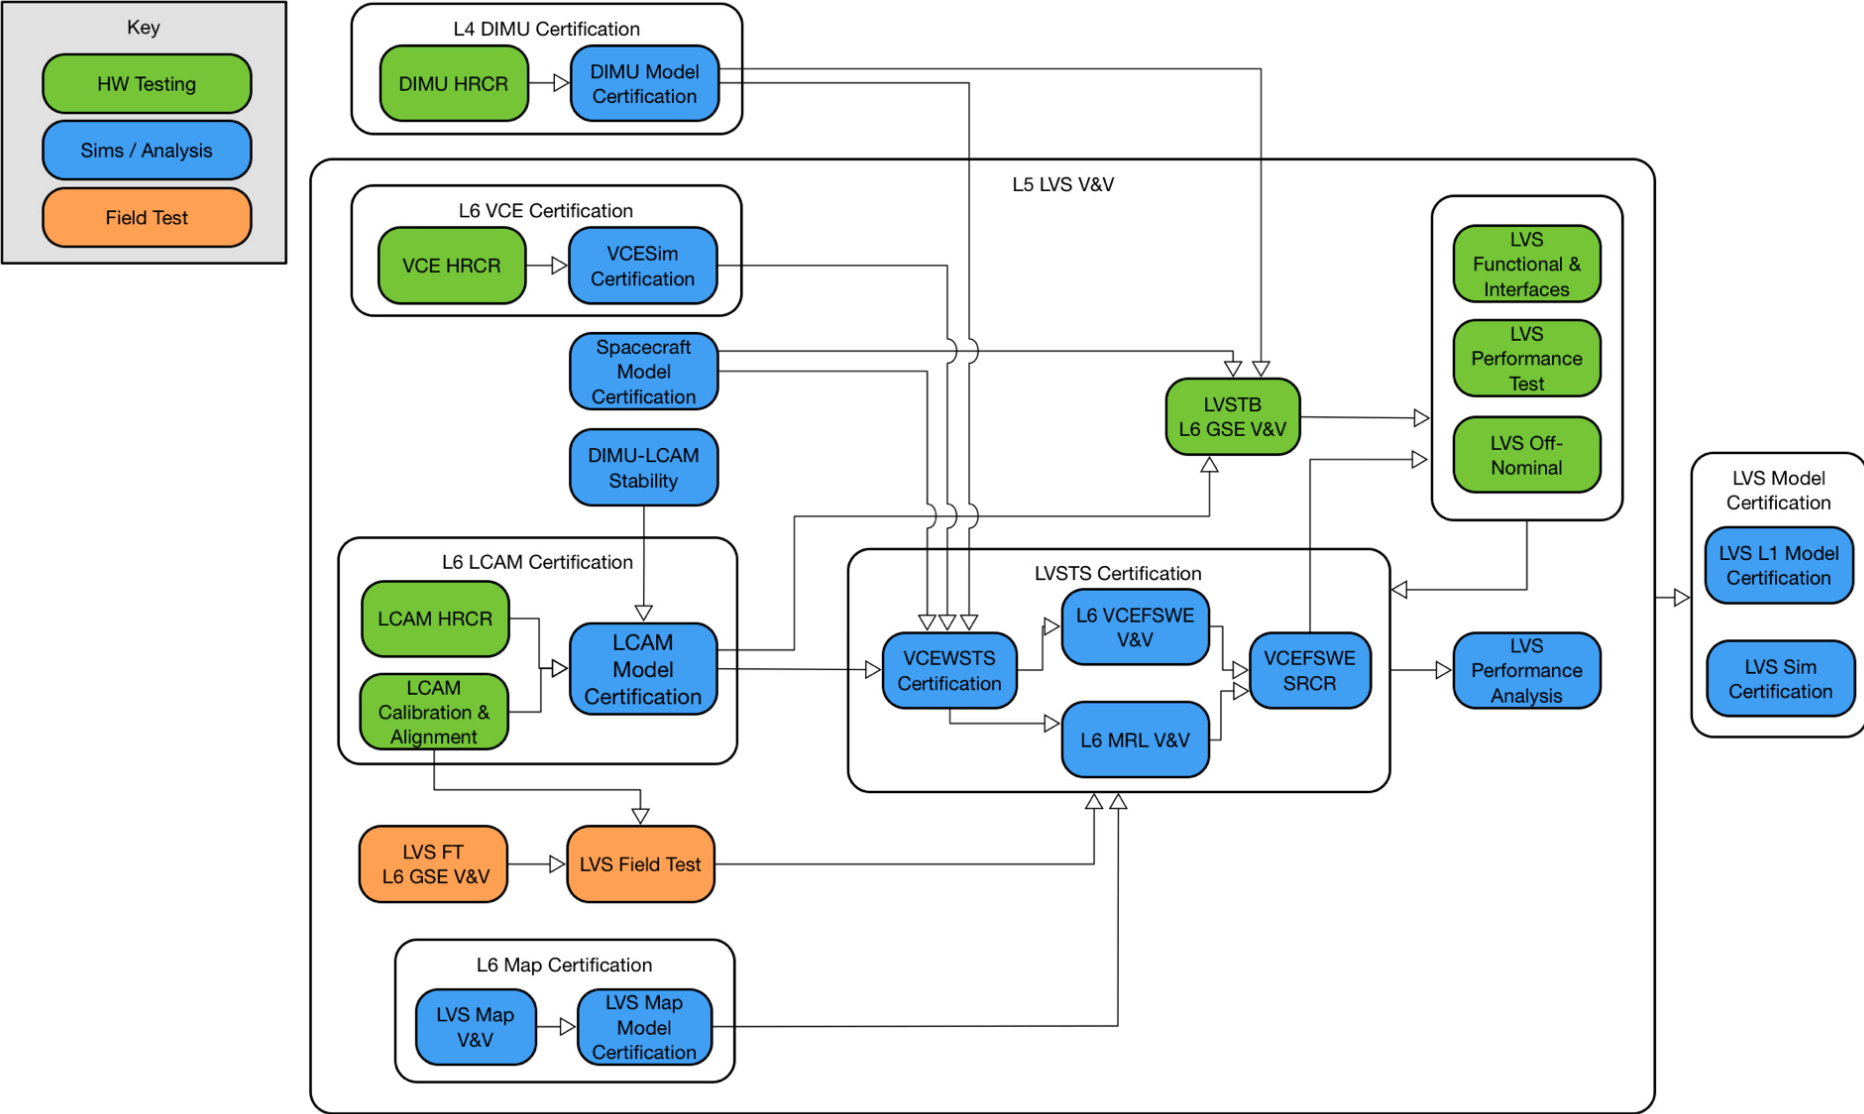 Key
HW Testing
Sims / Analysis
Field Test
L4 DIMU Certification
DIMU HRCR
DIMU Model
Certification
L5 LVS V&V
L6 VCE Certification
VCE HRCR
VCESim
Certification
Spacecraft
Model
Certification
DIMU-LCAM
Stability
L6 LCAM Certification
LCAM HRCR
LCAM
Calibration &
Alignment
LCAM
Model
Certification
LVS FT
L6 GSE V&V
LVS Field Test
L6 Map Certification
LVS Map
V&V
LVS Map
Model
Certification
LVSTB
L6 GSE V&V
LVSTS Certification
VCEWSTS
Certification
L6 VCEFSWE
V&V
L6 MRL V&V
VCEFSWE
SRCR
LVS
Functional &
Interfaces
LVS
Performance
Test
LVS Off-
Nominal
LVS
Performance
Analysis
LVS Model
Certification
LVS L1 Model
Certification
LVS Sim
Certification